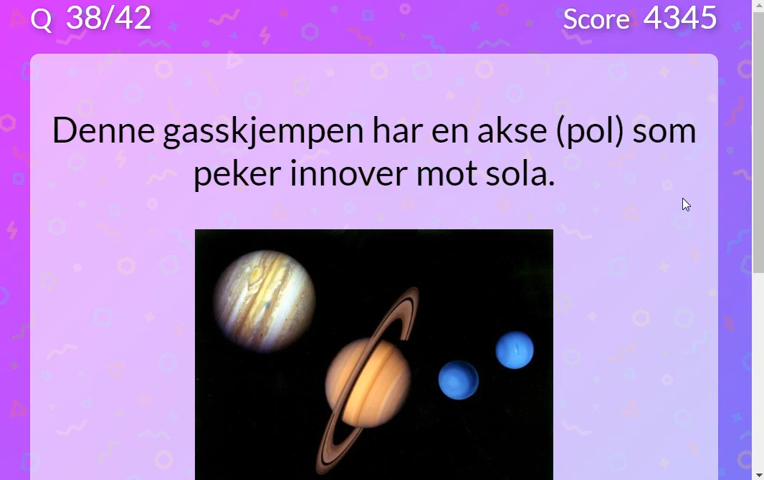 Q 38/42
Score 4345
Denne gasskjempen har en akse (pol) som
peker innover mot sola.